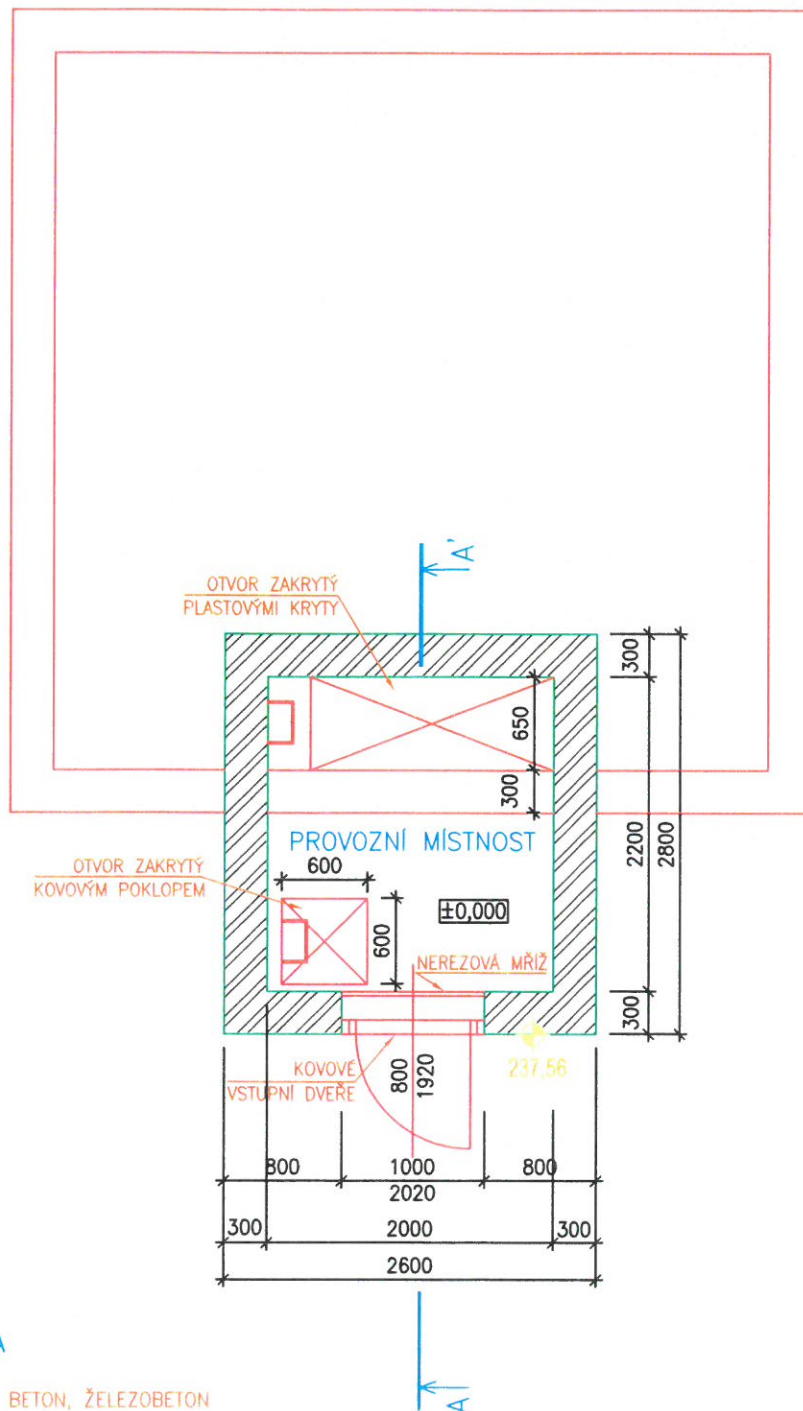 A'
OTVOR ZAKRYTÝ
PLASTOVÝMI KRYTY
300
650
300
2200
2800
PROVOZNÍ MÍSTNOST
OTVOR ZAKRYTÝ
KOVOVÝM POKLOPEM
600
600
±0,000
NEREZOVÁ MŘÍŽ
300
KOVOVÉ
VSTUPNÍ DVEŘE
800
1920
237,56
800
1000
800
2020
300
2000
300
2600
A
A
BETON, ŽELEZOBETON